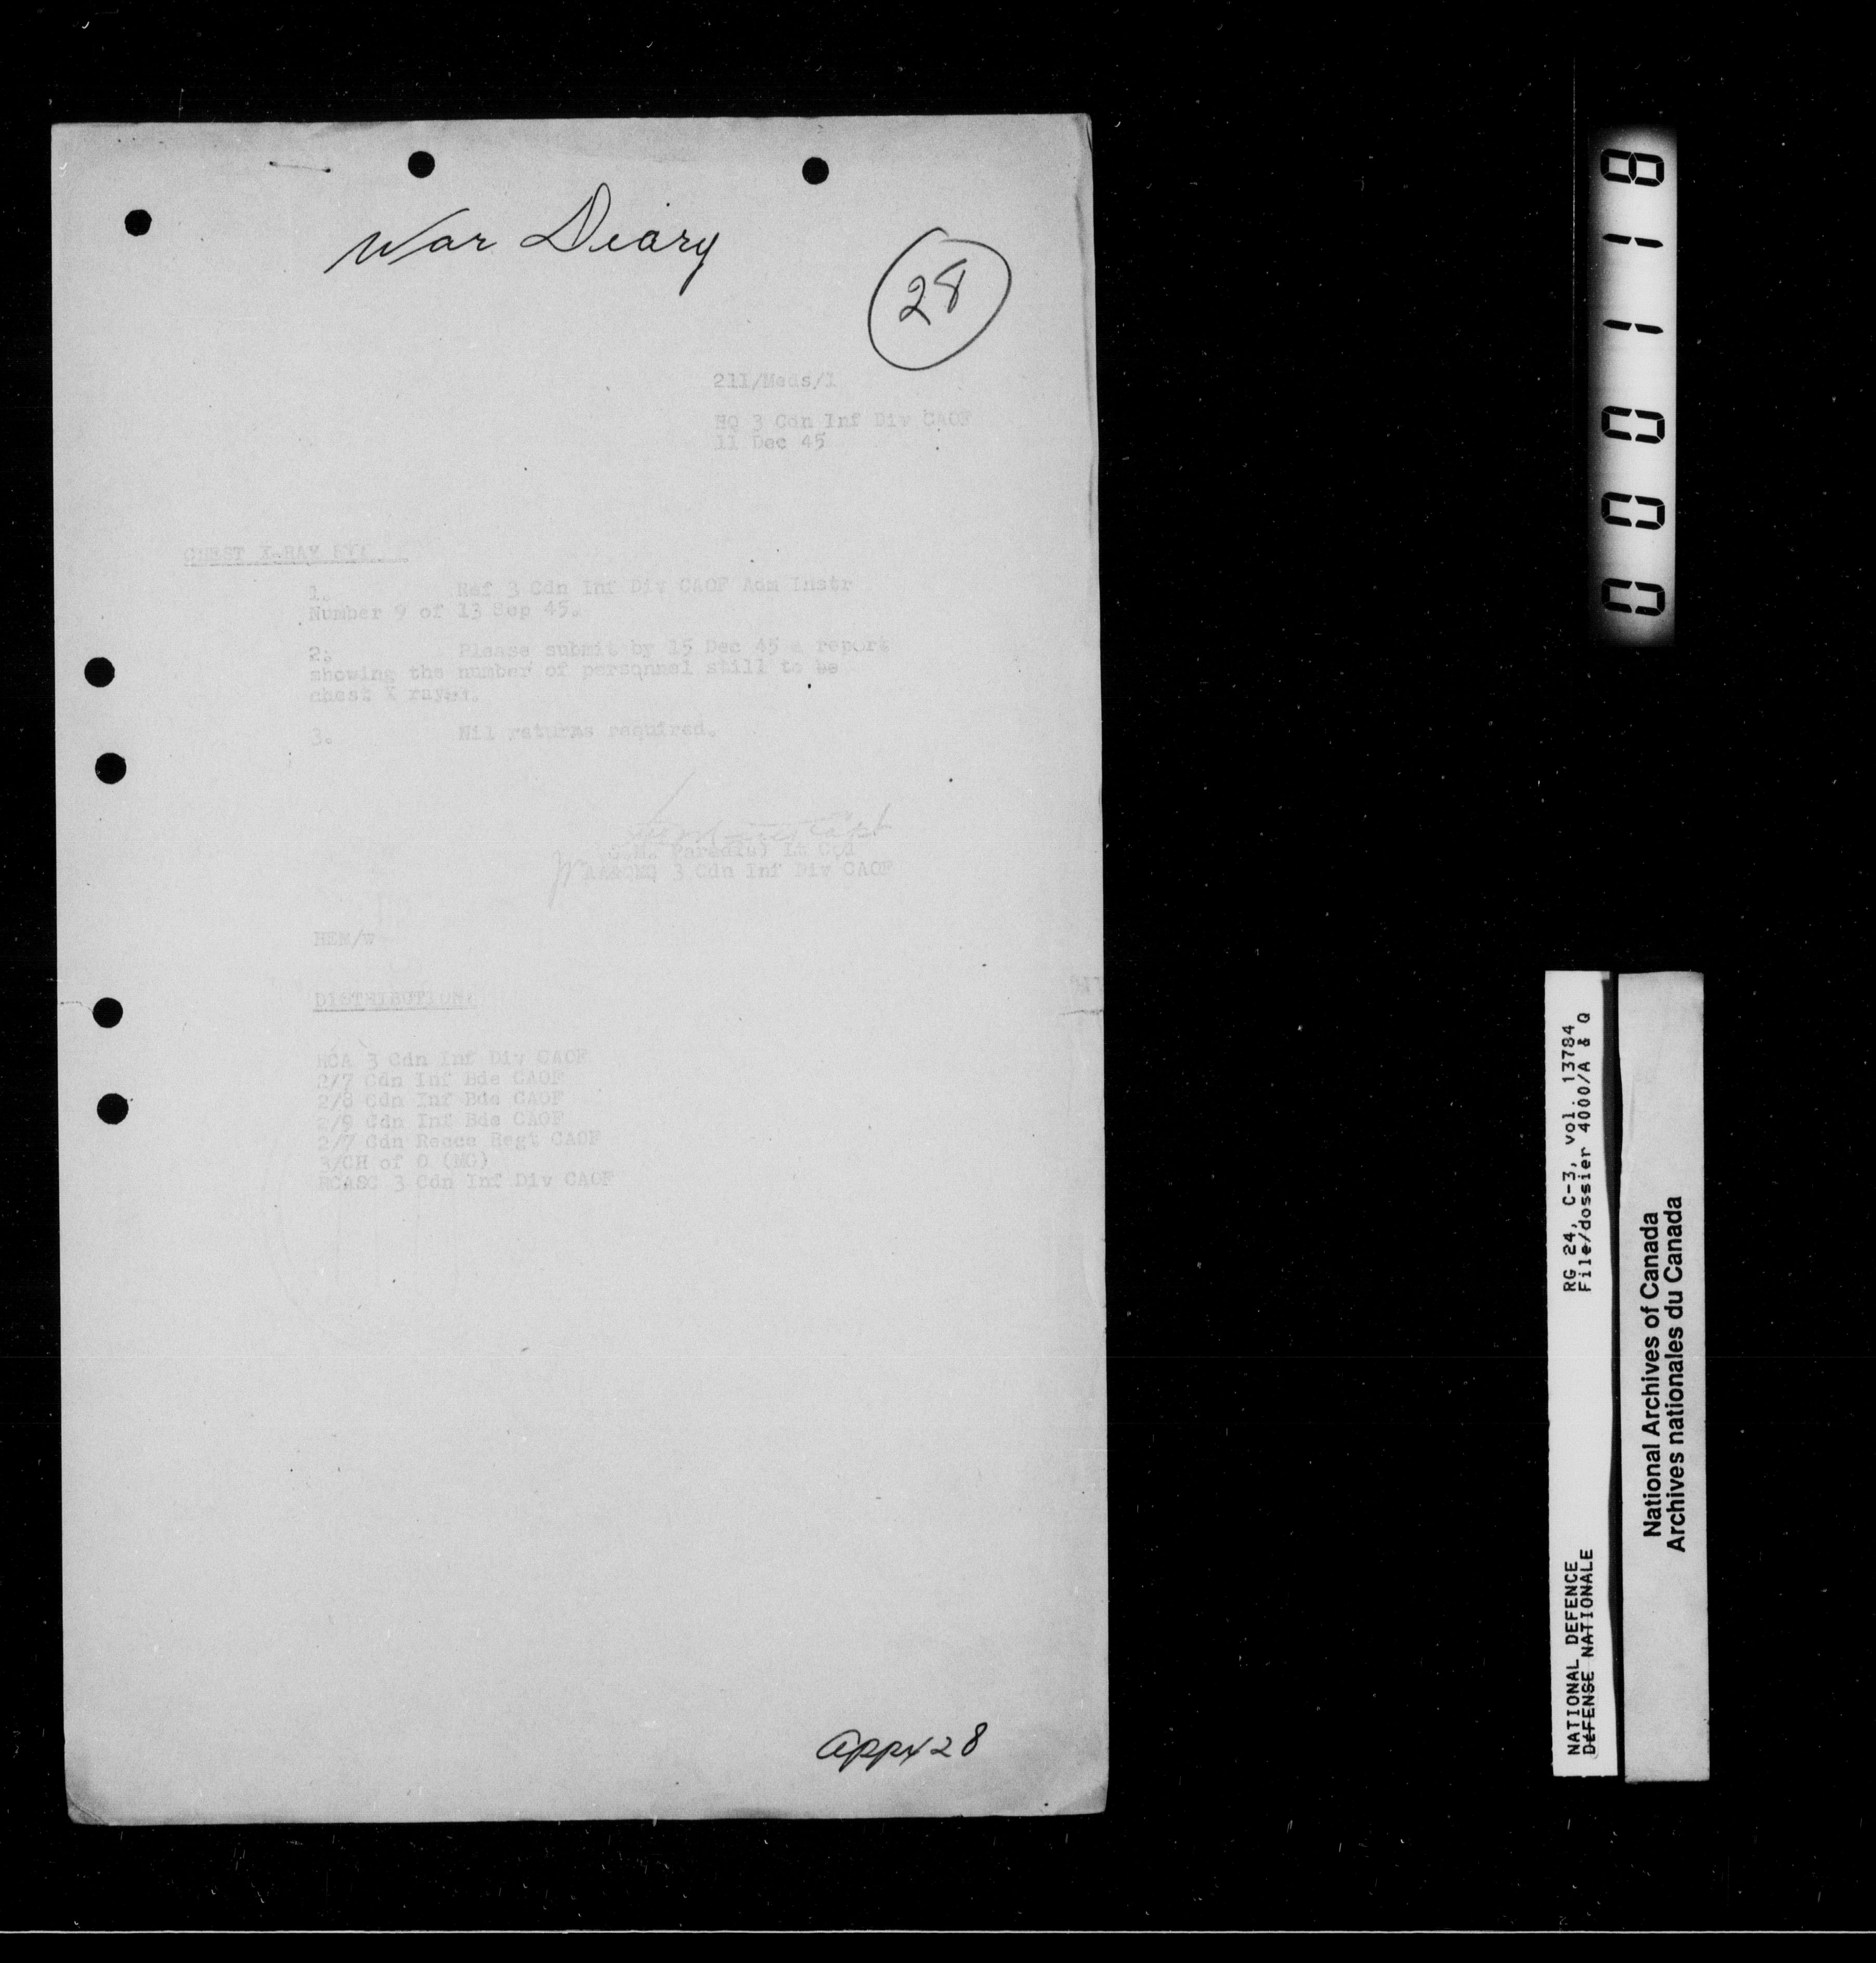 War Diary
28
211/Meds/1
HQ 3 Cdn Inf Div CAOF
11 Dec 45
CHEST X-RAY
1. Ref 3 Cdn Inf Div CAOF Adm Instr
Number 9 of 13 Sep 45.
2. Please submit by 15 Dec 45 a report
showing the number of personnel still to be
chest X rayed.
3. Nil returns required.
Lt Col
3 Cdn Inf Div CAOF
HEM/w
DISTRIBUTION:
RCA 3 Cdn Inf Div CAOF
2/7 Cdn Inf Bde CAOF
2/8 Cdn Inf Bde CAOF
2/9 Cdn Inf Bde CAOF
2/7 Cdn Recce Regt CAOF
3/CH of O (MG)
RCASC 3 Cdn Inf Div CAOF
Appx 28
000118
RG 24, C-3, vol. 13784
File/dossier 4000/A & Q
NATIONAL DEFENCE
DEFENSE NATIONALE
National Archives of Canada
Archives nationales du Canada